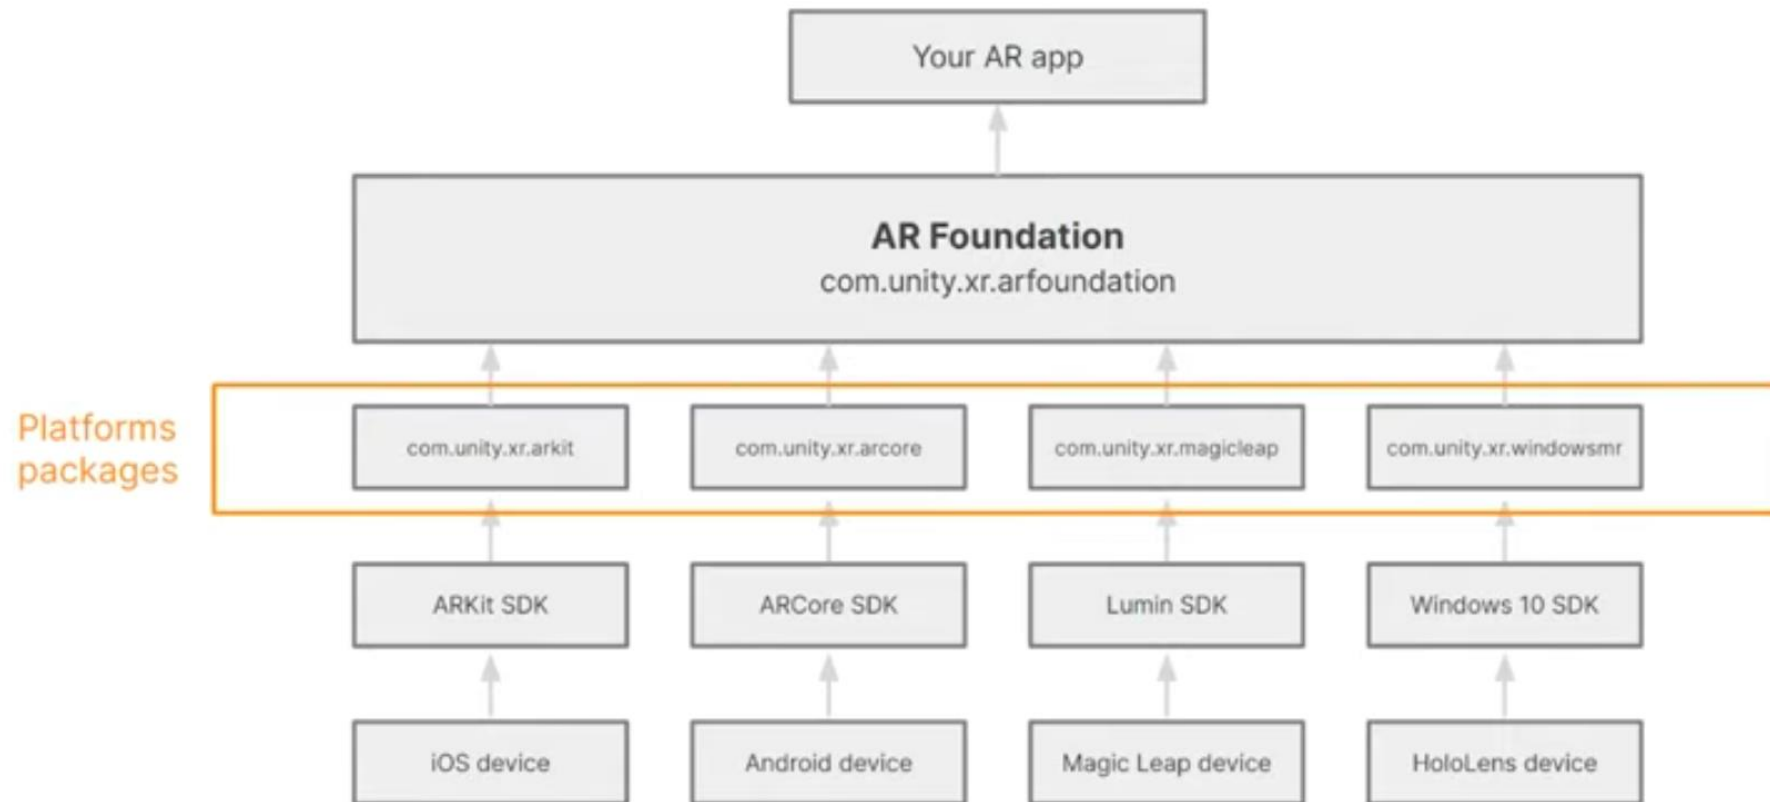 Your AR app
AR Foundation
com.unity.xr.arfoundation
Platforms
packages
com.unity.xr.arkit
com.unity.xr.arcore
com.unity.xr.magicleap
com.unity.xr.windowsmr
ARKit SDK
ARCore SDK
Lumin SDK
Windows 10 SDK
iOS device
Android device
Magic Leap device
HoloLens device